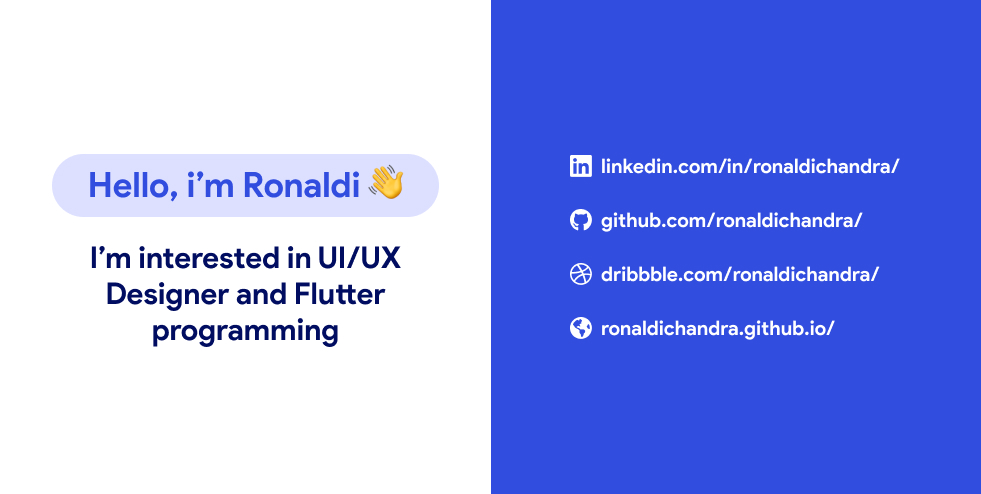 Hello, i’m Ronaldi 👋
I’m interested in UI/UX
Designer and Flutter
programming
linkedin.com/in/ronaldichandra/
github.com/ronaldichandra/
dribbble.com/ronaldichandra/
ronaldichandra.github.io/